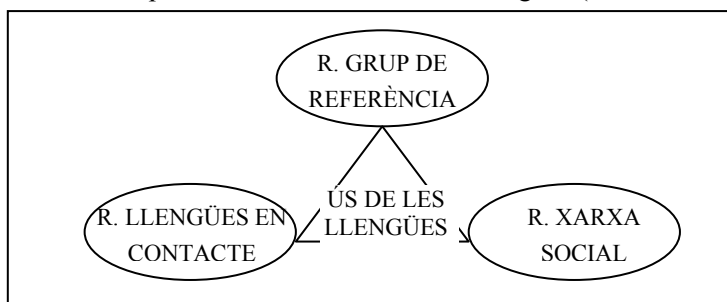 R. GRUP DE
REFERÈNCIA
ÚS DE LES
LLENGÜES
R. LLENGÜES EN
CONTACTE
R. XARXA
SOCIAL